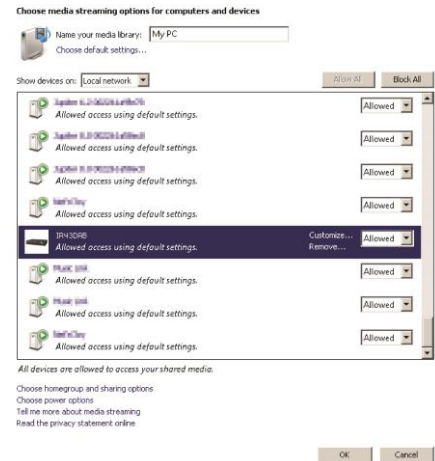 Choose media streaming options for computers and devices
Name your media library: My PC
Choose default settings...
Show devices on: Local network
Allow All
Block All
Allowed
Allowed access using default settings.
Allowed
Allowed access using default settings.
Allowed
Allowed access using default settings.
Allowed
Allowed access using default settings.
IR43DAB
Customize...
Allowed
Allowed access using default settings.
Remove...
Allowed
Allowed access using default settings.
Allowed
Allowed access using default settings.
Allowed
Allowed access using default settings.
All devices are allowed to access your shared media.
Choose homegroup and sharing options
Choose power options
Tell me more about media streaming
Read the privacy statement online
OK
Cancel